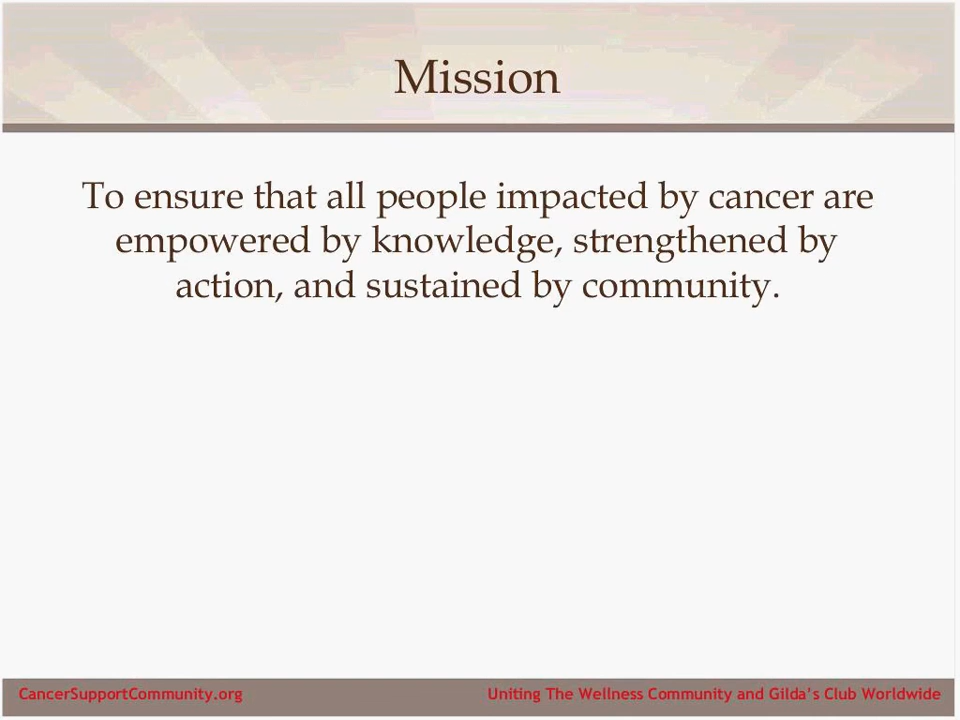 Mission
To ensure that all people impacted by cancer are
empowered by knowledge, strengthened by
action, and sustained by community.
CancerSupportCommunity.org
Uniting The Wellness Community and Gilda’s Club Worldwide